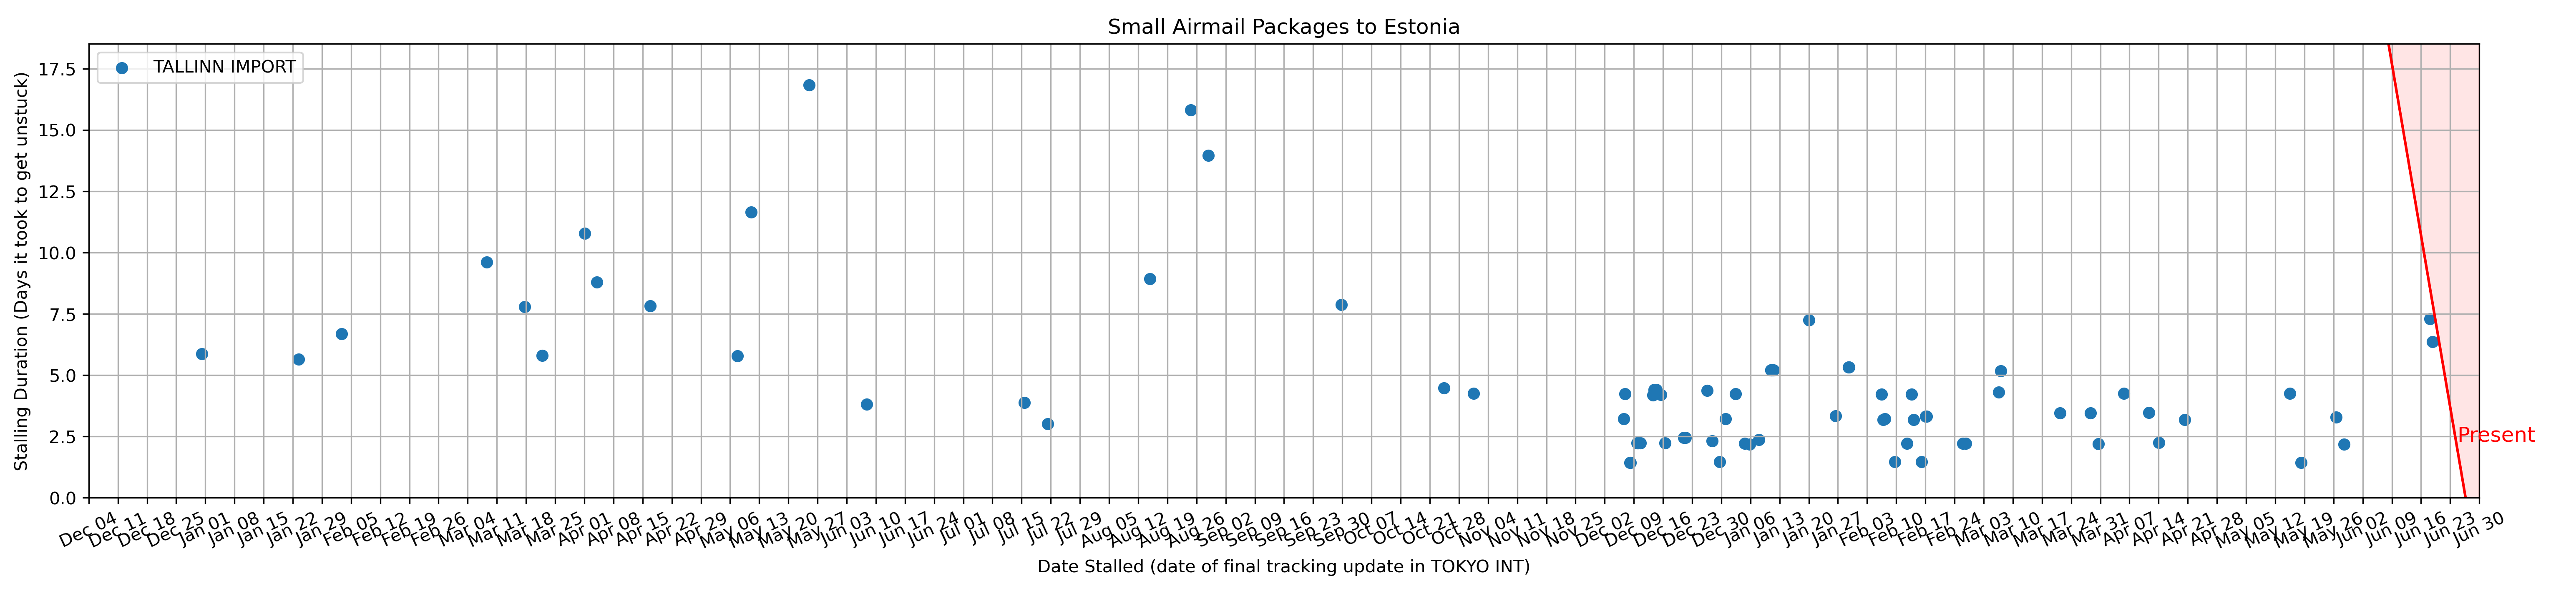 Small Airmail Packages to Estonia
TALLINN IMPORT
Stalling Duration (Days it took to get unstuck)
17.5
15.0
12.5
10.0
7.5
5.0
2.5
0.0
Present
Dec 04 Dec 11 Dec 18 Dec 25 Jan 01 Jan 08 Jan 15 Jan 22 Jan 29 Feb 05 Feb 12 Feb 19 Feb 26 Mar 04 Mar 11 Mar 18 Mar 25 Apr 01 Apr 08 Apr 15 Apr 22 Apr 29 May 06 May 13 May 20 May 27 Jun 03 Jun 10 Jun 17 Jun 24 Jul 01 Jul 08 Jul 15 Jul 22 Jul 29 Aug 05 Aug 12 Aug 19 Aug 26 Sep 02 Sep 09 Sep 16 Sep 23 Sep 30 Oct 07 Oct 14 Oct 21 Oct 28 Nov 04 Nov 11 Nov 18 Nov 25 Dec 02 Dec 09 Dec 16 Dec 23 Dec 30 Jan 06 Jan 13 Jan 20 Jan 27 Feb 03 Feb 10 Feb 17 Feb 24 Mar 03 Mar 10 Mar 17 Mar 24 Mar 31 Apr 07 Apr 14 Apr 21 Apr 28 May 05 May 12 May 19 May 26 Jun 02 Jun 09 Jun 16 Jun 23 Jun 30
Date Stalled (date of final tracking update in TOKYO INT)